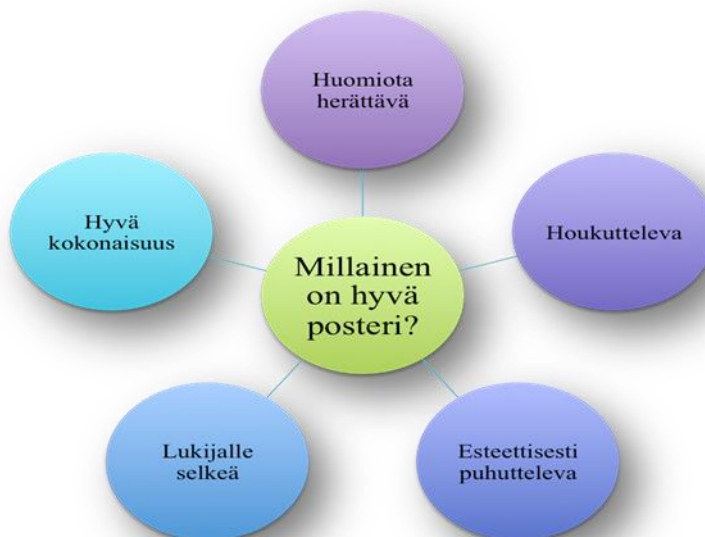 Huomiota
herättävä
Hyvä
kokonaisuus
Houkutteleva
Millainen
on hyvä
posteri?
Lukijalle
selkeä
Esteettisesti
puhutteleva